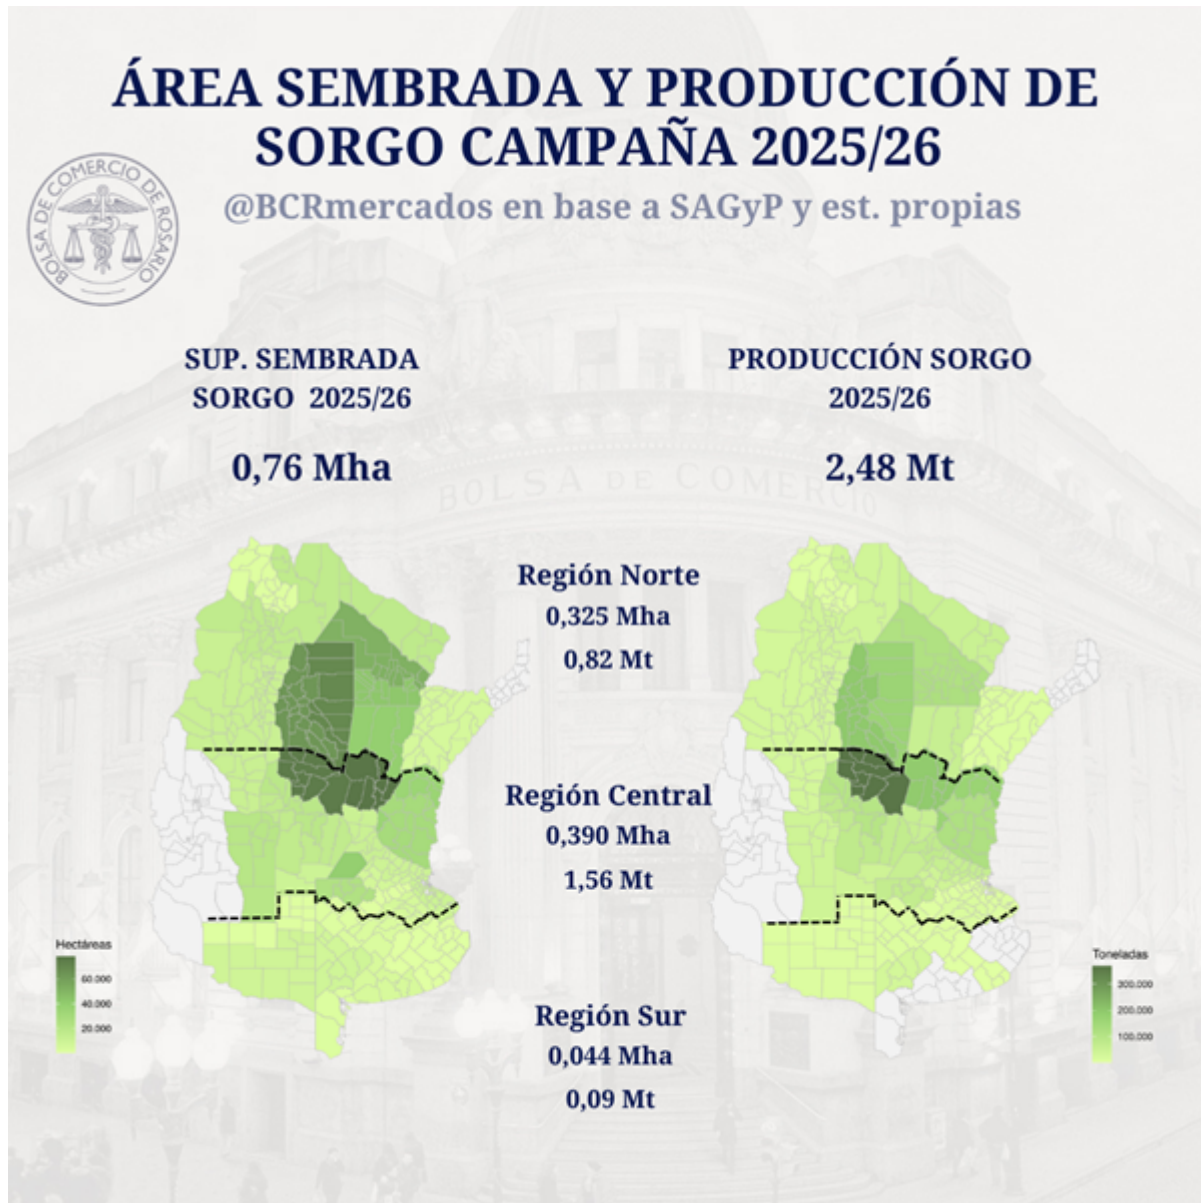 ÁREA SEMBRADA Y PRODUCCIÓN DE
SORGO CAMPAÑA 2025/26
@BCRmercados en base a SAGyP y est. propias
BOLSA DE COMERCIO DE ROSARIO
SUP. SEMBRADA
SORGO 2025/26
0,76 Mha
PRODUCCIÓN SORGO
2025/26
2,48 Mt
BOLSA DE COMERCIO
Región Norte
0,325 Mha
0,82 Mt
Región Central
0,390 Mha
1,56 Mt
Región Sur
0,044 Mha
0,09 Mt
Hectáreas
60.000
40.000
20.000
Toneladas
300.000
200.000
100.000